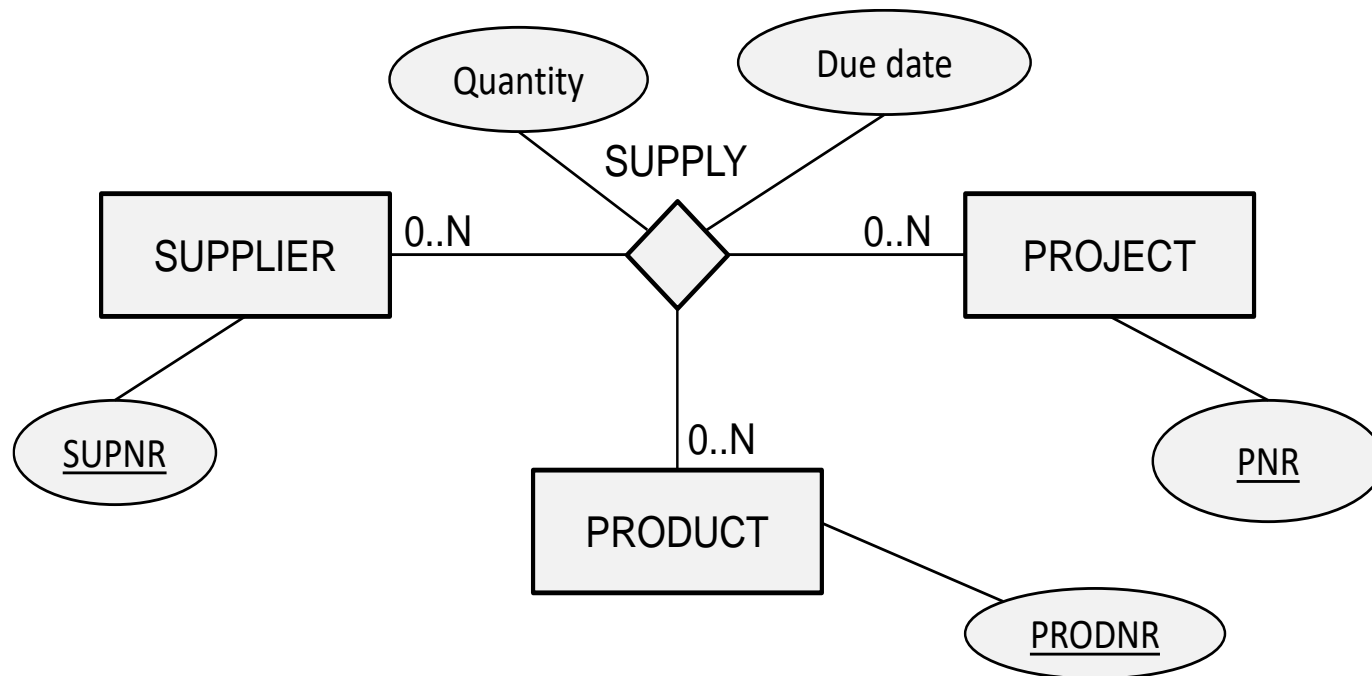 Quantity
Due date
SUPPLY
SUPPLIER
0..N
0..N
PROJECT
SUPNR
0..N
PNR
PRODUCT
PRODNR